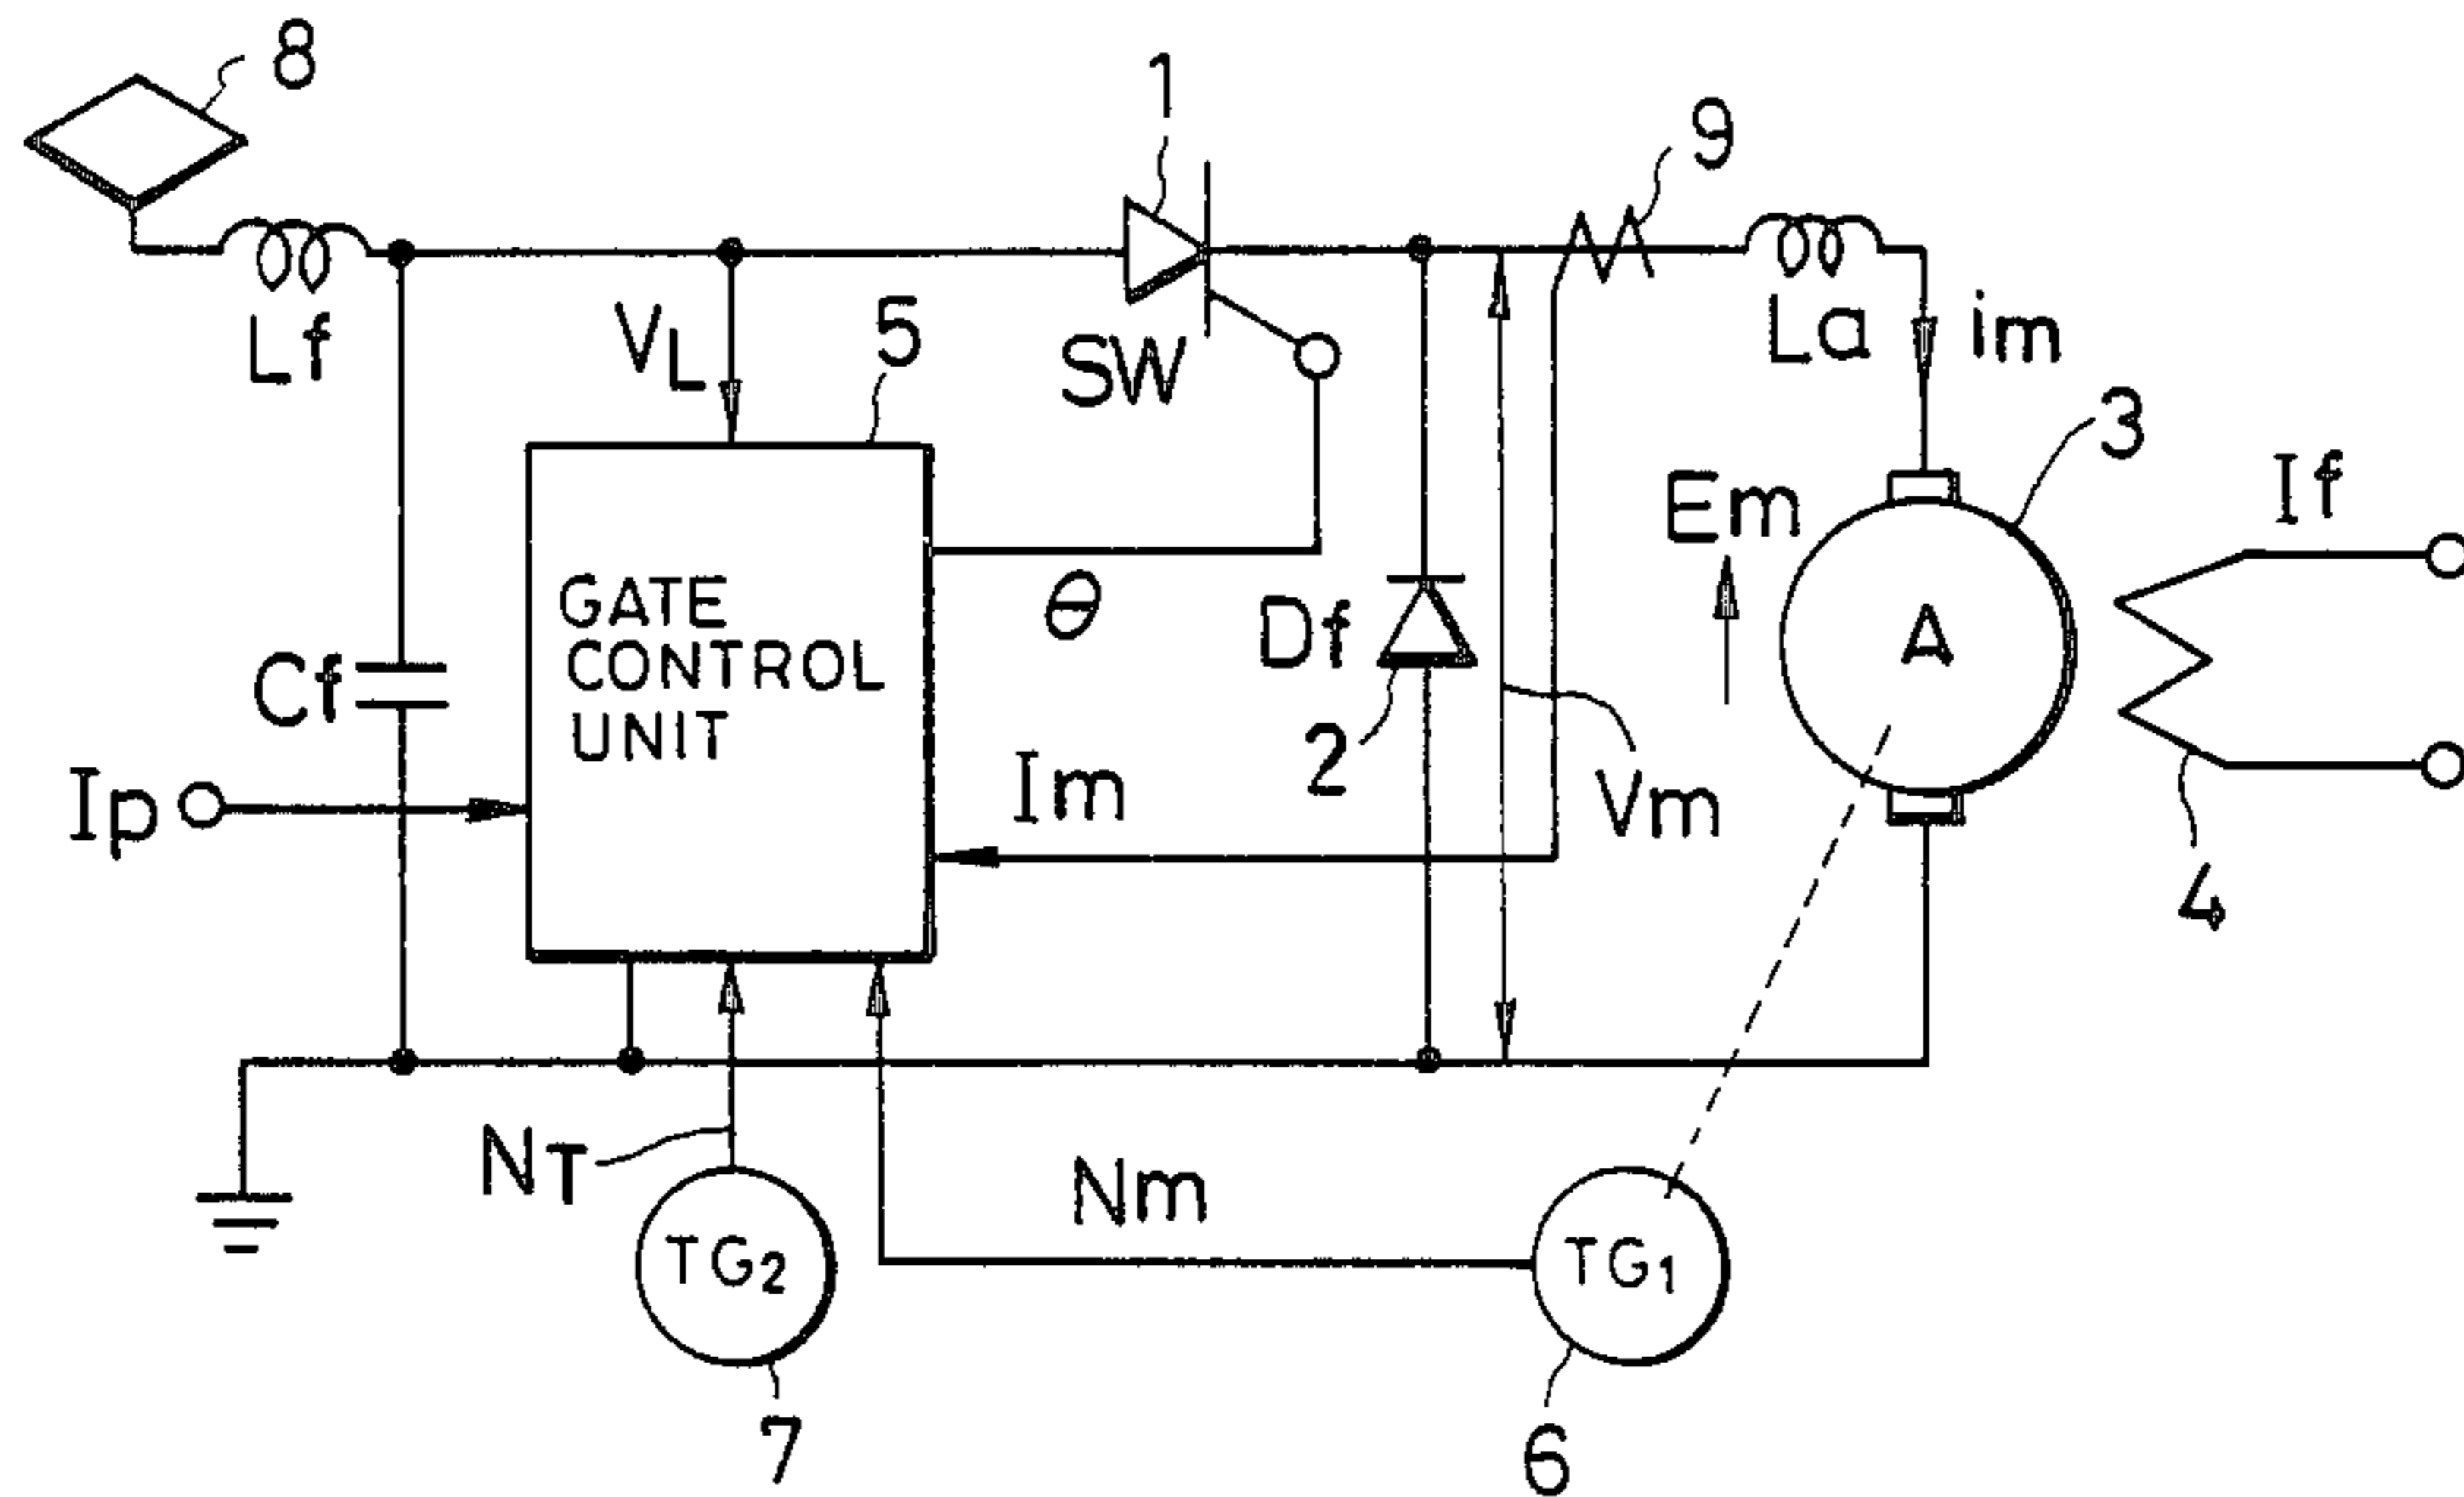 8
1
9
Lf
VL
5
SW
La
im
3
Em
If
GATE
CONTROL
UNIT
θ
Df
A
Cf
2
Ip
Im
Vm
4
NT
Nm
TG2
TG1
7
6